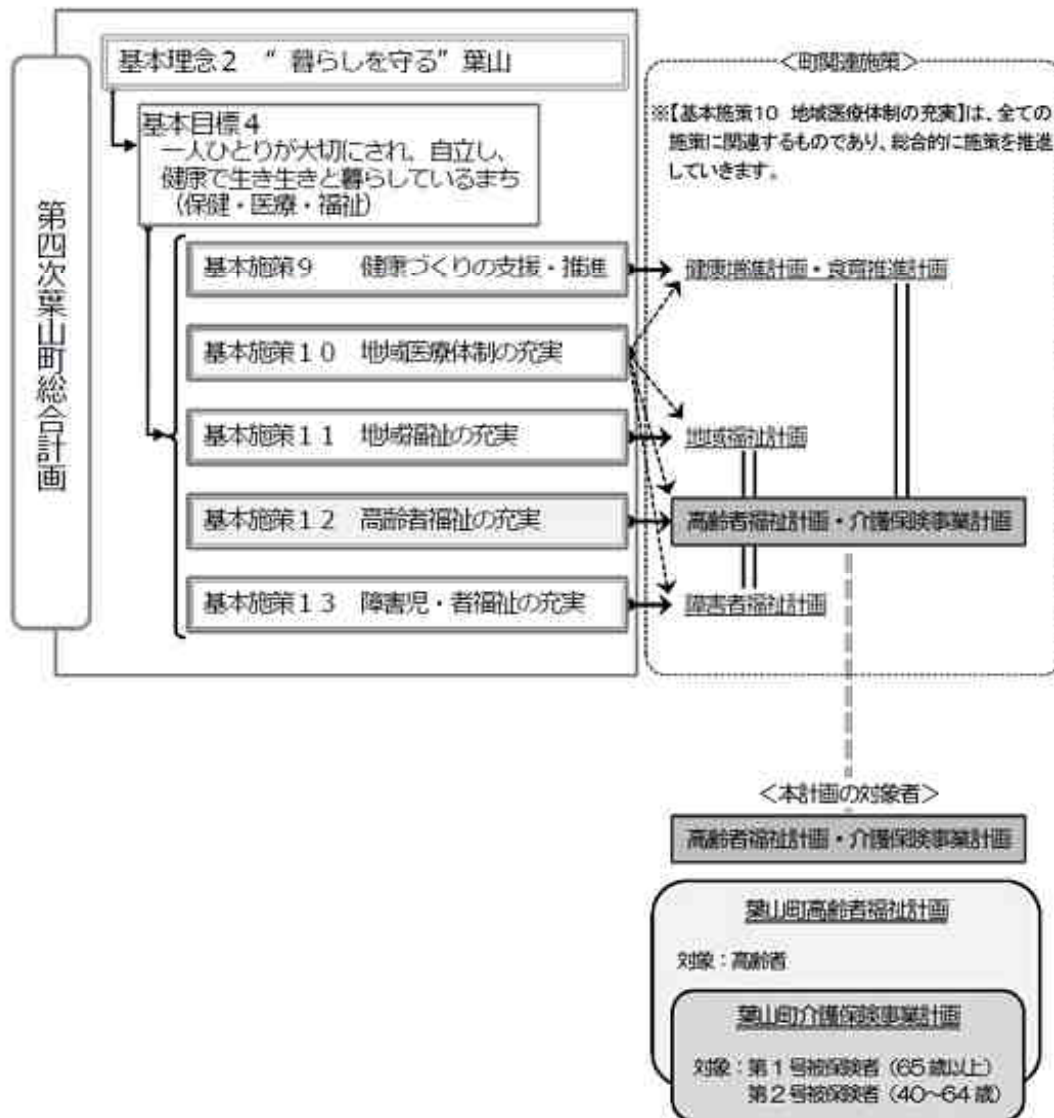 第四次葉山町総合計画
基本理念2 “暮らしを守る”葉山
基本目標4
一人ひとりが大切にされ、自立し、
健康で生き生きと暮らしているまち
（保健・医療・福祉）
基本施策9 健康づくりの支援・推進
基本施策10 地域医療体制の充実
基本施策11 地域福祉の充実
基本施策12 高齢者福祉の充実
基本施策13 障害児・者福祉の充実
＜町関連施策＞
※【基本施策10 地域医療体制の充実】は、全ての
施策に関連するものであり、総合的に施策を推進
していきます。
健康増進計画・食育推進計画
地域福祉計画
高齢者福祉計画・介護保険事業計画
障害者福祉計画
＜本計画の対象者＞
高齢者福祉計画・介護保険事業計画
葉山町高齢者福祉計画
対象：高齢者
葉山町介護保険事業計画
対象：第1号被保険者（65歳以上）
第2号被保険者（40～64歳）